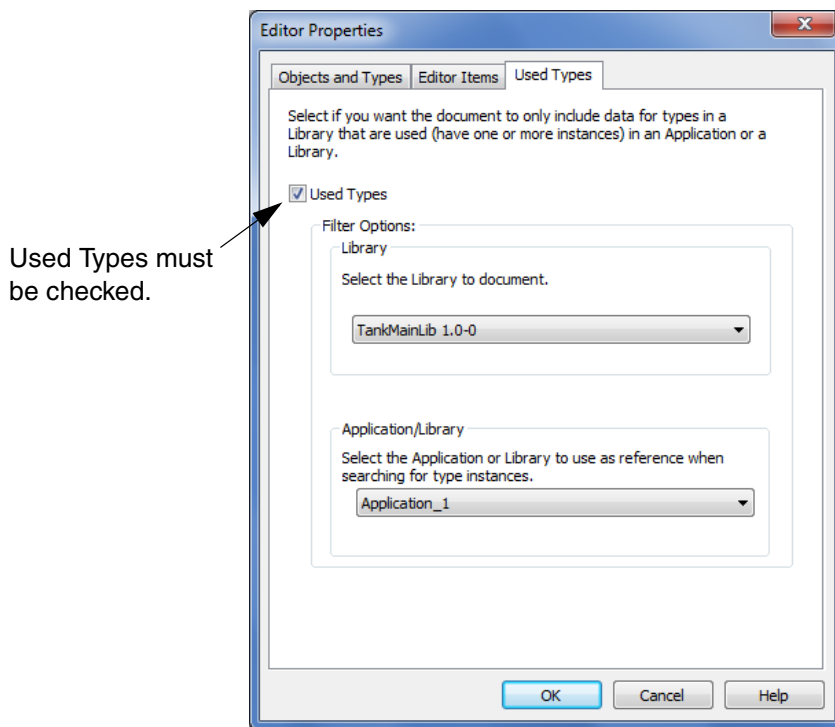 Editor Properties
Objects and Types
Editor Items
Used Types
Select if you want the document to only include data for types in a
Library that are used (have one or more instances) in an Application or a
Library.
Used Types
Used Types must
be checked.
Filter Options:
Library
Select the Library to document.
TankMainLib 1.0-0
Application/Library
Select the Application or Library to use as reference when
searching for type instances.
Application_1
OK
Cancel
Help